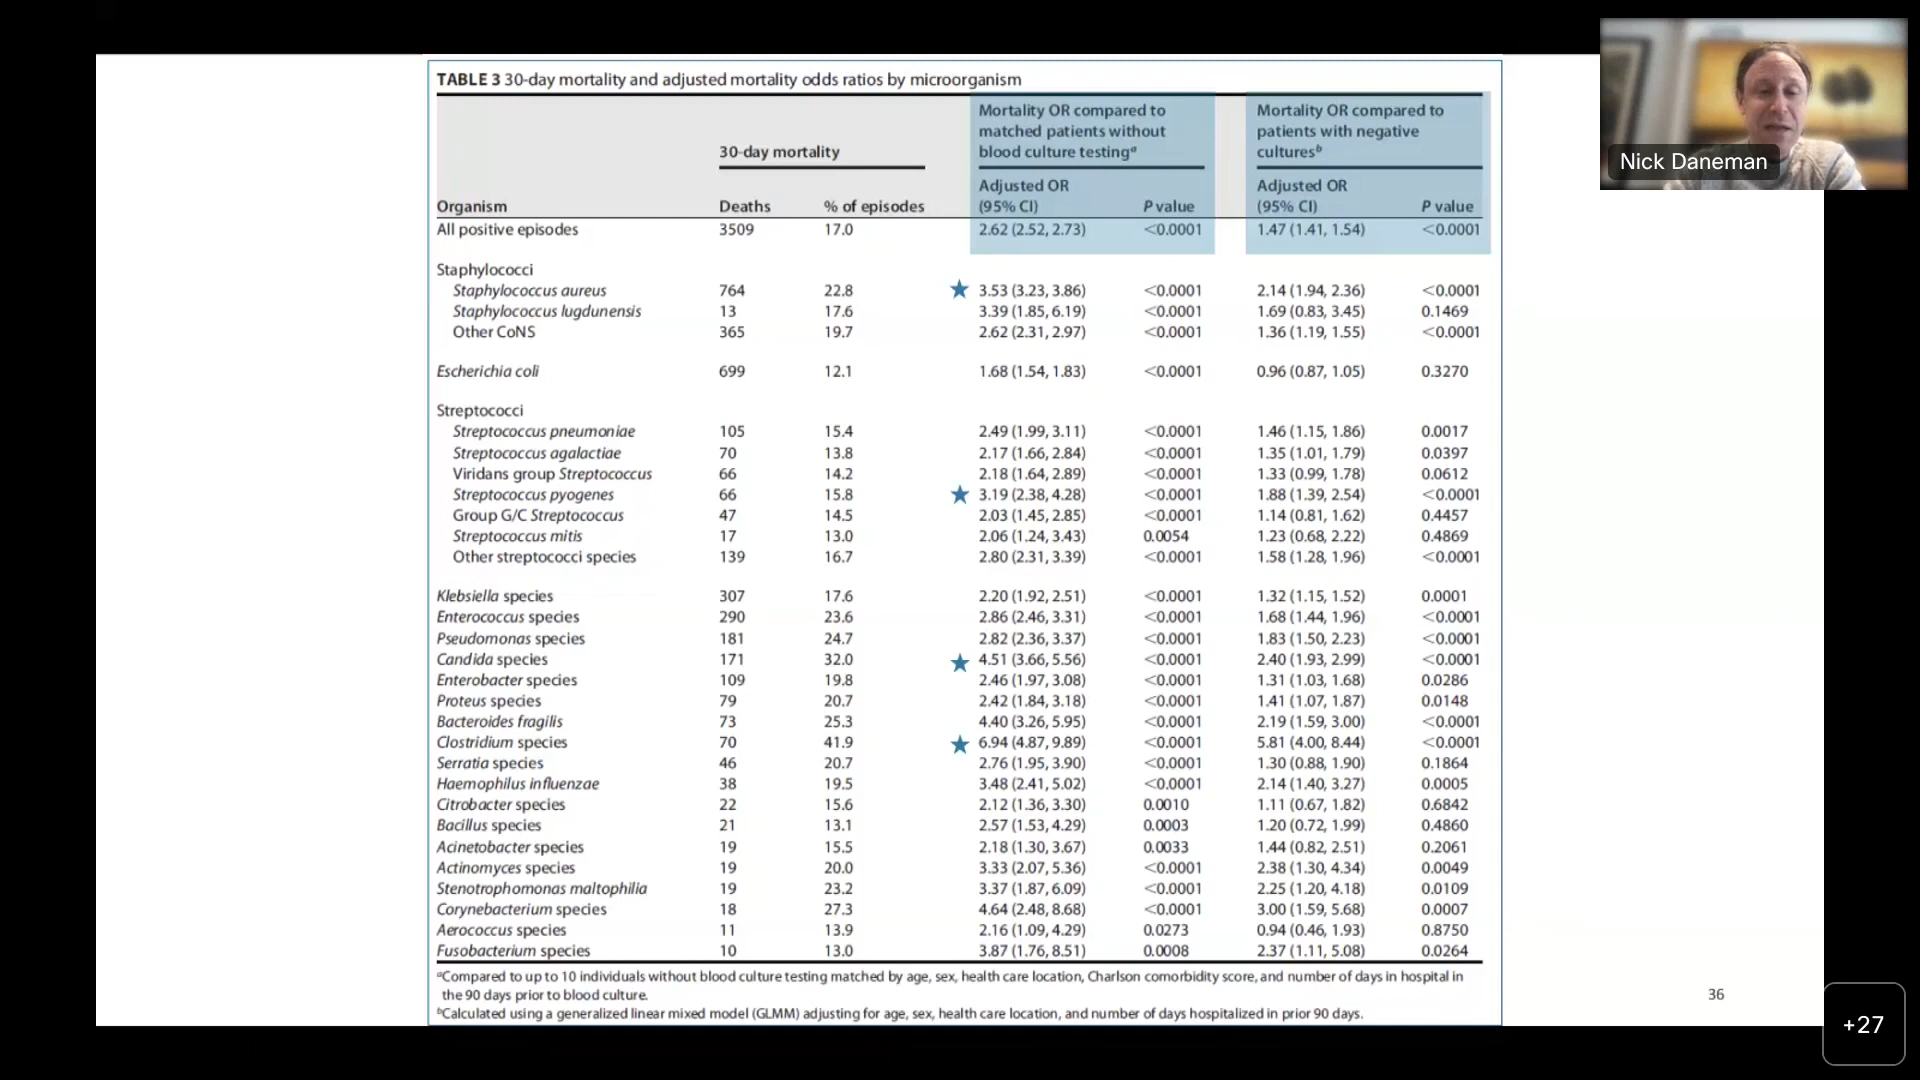 TABLE 3 30-day mortality and adjusted mortality odds ratios by microorganism
Mortality OR compared to matched patients without blood culture testingᵃ
Mortality OR compared to patients with negative culturesᵇ
30-day mortality
Organism Deaths % of episodes Adjusted OR (95% CI) P value Adjusted OR (95% CI) P value
All positive episodes 3509 17.0 2.62 (2.52, 2.73) <0.0001 1.47 (1.41, 1.54) <0.0001
Staphylococci
Staphylococcus aureus 764 22.8 ★ 3.53 (3.23, 3.86) <0.0001 2.14 (1.94, 2.36) <0.0001
Staphylococcus lugdunensis 13 17.6 3.39 (1.85, 6.19) <0.0001 1.69 (0.83, 3.45) 0.1469
Other CoNS 365 19.7 2.62 (2.31, 2.97) <0.0001 1.36 (1.19, 1.55) <0.0001
Escherichia coli 699 12.1 1.68 (1.54, 1.83) <0.0001 0.96 (0.87, 1.05) 0.3270
Streptococci
Streptococcus pneumoniae 105 15.4 2.49 (1.99, 3.11) <0.0001 1.46 (1.15, 1.86) 0.0017
Streptococcus agalactiae 70 13.8 2.17 (1.66, 2.84) <0.0001 1.35 (1.01, 1.79) 0.0397
Viridans group Streptococcus 66 14.2 2.18 (1.64, 2.89) <0.0001 1.33 (0.99, 1.78) 0.0612
Streptococcus pyogenes 66 15.8 ★ 3.19 (2.38, 4.28) <0.0001 1.88 (1.39, 2.54) <0.0001
Group G/C Streptococcus 47 14.5 2.03 (1.45, 2.85) <0.0001 1.14 (0.81, 1.62) 0.4457
Streptococcus mitis 17 13.0 2.06 (1.24, 3.43) 0.0054 1.23 (0.68, 2.22) 0.4869
Other streptococci species 139 16.7 2.80 (2.31, 3.39) <0.0001 1.58 (1.28, 1.96) <0.0001
Klebsiella species 307 17.6 2.20 (1.92, 2.51) <0.0001 1.32 (1.15, 1.52) 0.0001
Enterococcus species 290 23.6 2.86 (2.46, 3.31) <0.0001 1.68 (1.44, 1.96) <0.0001
Pseudomonas species 181 24.7 2.82 (2.36, 3.37) <0.0001 1.83 (1.50, 2.23) <0.0001
Candida species 171 32.0 ★ 4.51 (3.66, 5.56) <0.0001 2.40 (1.93, 2.99) <0.0001
Enterobacter species 109 19.8 2.46 (1.97, 3.08) <0.0001 1.31 (1.03, 1.68) 0.0286
Proteus species 79 20.7 2.42 (1.84, 3.18) <0.0001 1.41 (1.07, 1.87) 0.0148
Bacteroides fragilis 73 25.3 4.40 (3.26, 5.95) <0.0001 2.19 (1.59, 3.00) <0.0001
Clostridium species 70 41.9 ★ 6.94 (4.87, 9.89) <0.0001 5.81 (4.00, 8.44) <0.0001
Serratia species 46 20.7 2.76 (1.95, 3.90) <0.0001 1.30 (0.88, 1.90) 0.1864
Haemophilus influenzae 38 19.5 3.48 (2.41, 5.02) <0.0001 2.14 (1.40, 3.27) 0.0005
Citrobacter species 22 15.6 2.12 (1.36, 3.30) 0.0010 1.11 (0.67, 1.82) 0.6842
Bacillus species 21 13.1 2.57 (1.53, 4.29) 0.0003 1.20 (0.72, 1.99) 0.4860
Acinetobacter species 19 15.5 2.18 (1.30, 3.67) 0.0033 1.44 (0.82, 2.51) 0.2061
Actinomyces species 19 20.0 3.33 (2.07, 5.36) <0.0001 2.38 (1.30, 4.34) 0.0049
Stenotrophomonas maltophilia 19 23.2 3.37 (1.87, 6.09) <0.0001 2.25 (1.20, 4.18) 0.0109
Corynebacterium species 18 27.3 4.64 (2.48, 8.68) <0.0001 3.00 (1.59, 5.68) 0.0007
Aerococcus species 11 13.9 2.16 (1.09, 4.29) 0.0273 0.94 (0.46, 1.93) 0.8750
Fusobacterium species 10 13.0 3.87 (1.76, 8.51) 0.0008 2.37 (1.11, 5.08) 0.0264
ᵃCompared to up to 10 individuals without blood culture testing matched by age, sex, health care location, Charlson comorbidity score, and number of days in hospital in
the 90 days prior to blood culture.
ᵇCalculated using a generalized linear mixed model (GLMM) adjusting for age, sex, health care location, and number of days hospitalized in prior 90 days.
36
Nick Daneman
+27